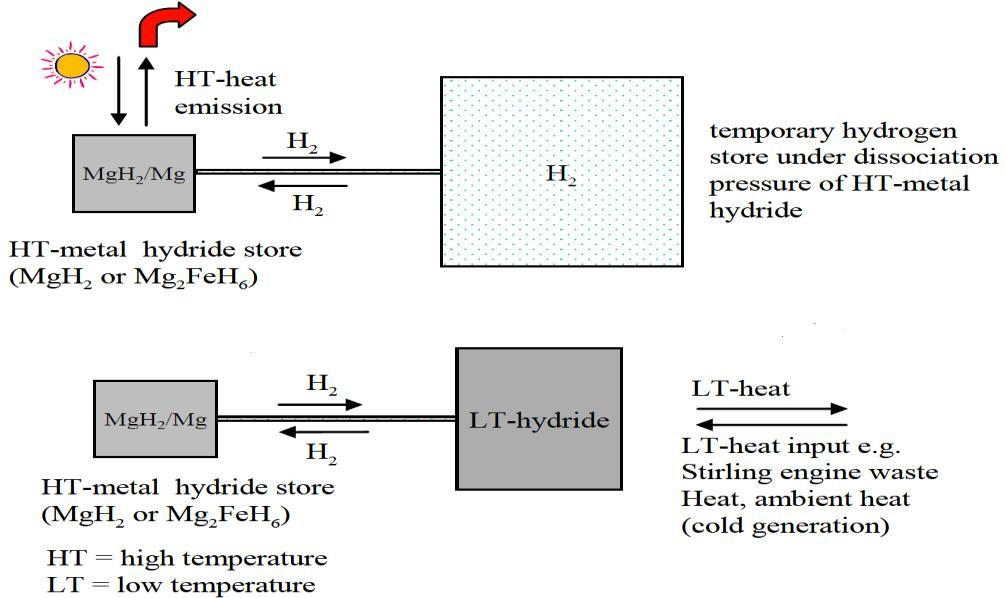 HT-heat
emission
H₂
MgH₂/Mg
H₂
H₂
temporary hydrogen
store under dissociation
pressure of HT-metal
hydride
HT-metal hydride store
(MgH₂ or Mg₂FeH₆)
H₂
MgH₂/Mg
H₂
LT-hydride
LT-heat
LT-heat input e.g.
Stirling engine waste
Heat, ambient heat
(cold generation)
HT-metal hydride store
(MgH₂ or Mg₂FeH₆)
HT = high temperature
LT = low temperature